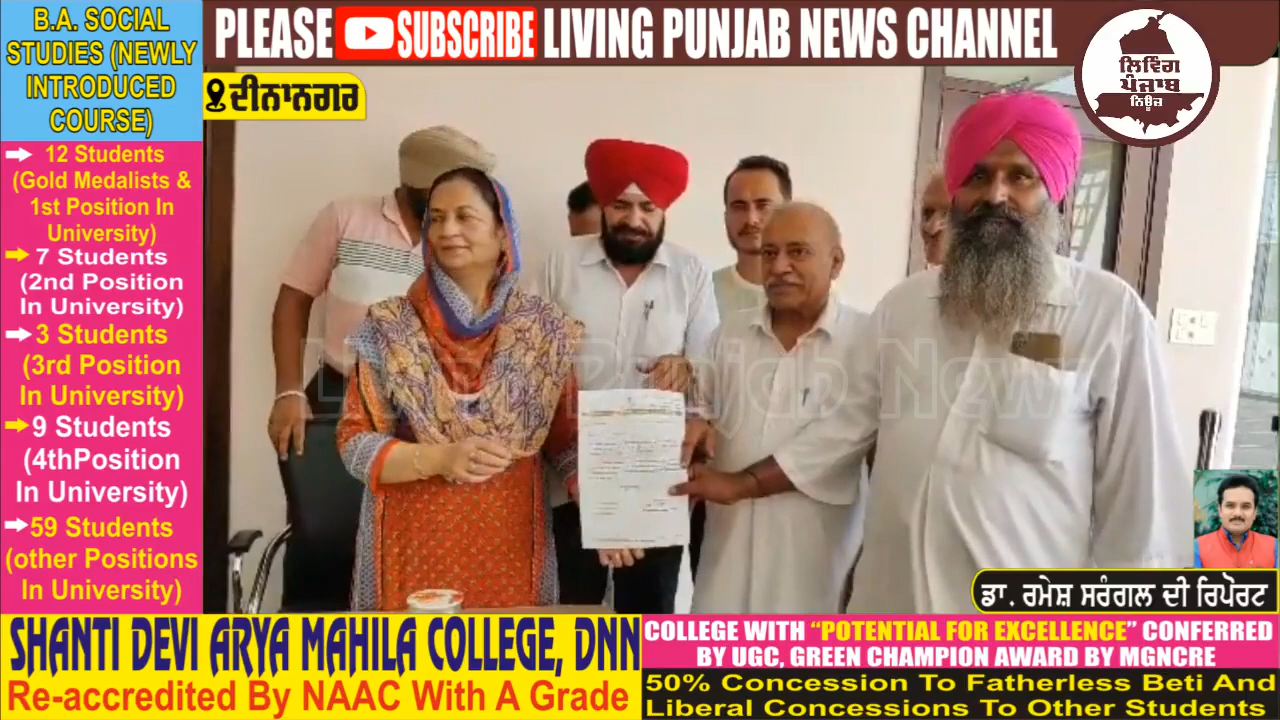 PLEASE SUBSCRIBE LIVING PUNJAB NEWS CHANNEL
ਲਿਵਿੰਗ
ਪੰਜਾਬ
ਨਿਊਜ਼
ਦੀਨਾਨਗਰ
B.A. SOCIAL
STUDIES (NEWLY
INTRODUCED
COURSE)
12 Students
(Gold Medalists &
1st Position In
University)
7 Students
(2nd Position
In University)
3 Students
(3rd Position
In University)
9 Students
(4thPosition
In University)
59 Students
(other Positions
In University)
Living Punjab News
ਡਾ. ਰਮੇਸ਼ ਸਰੰਗਲ ਦੀ ਰਿਪੋਰਟ
SHANTI DEVI ARYA MAHILA COLLEGE, DNN
Re-accredited By NAAC With A Grade
COLLEGE WITH “POTENTIAL FOR EXCELLENCE” CONFERRED
BY UGC, GREEN CHAMPION AWARD BY MGNCRE
50% Concession To Fatherless Beti And
Liberal Concessions To Other Students